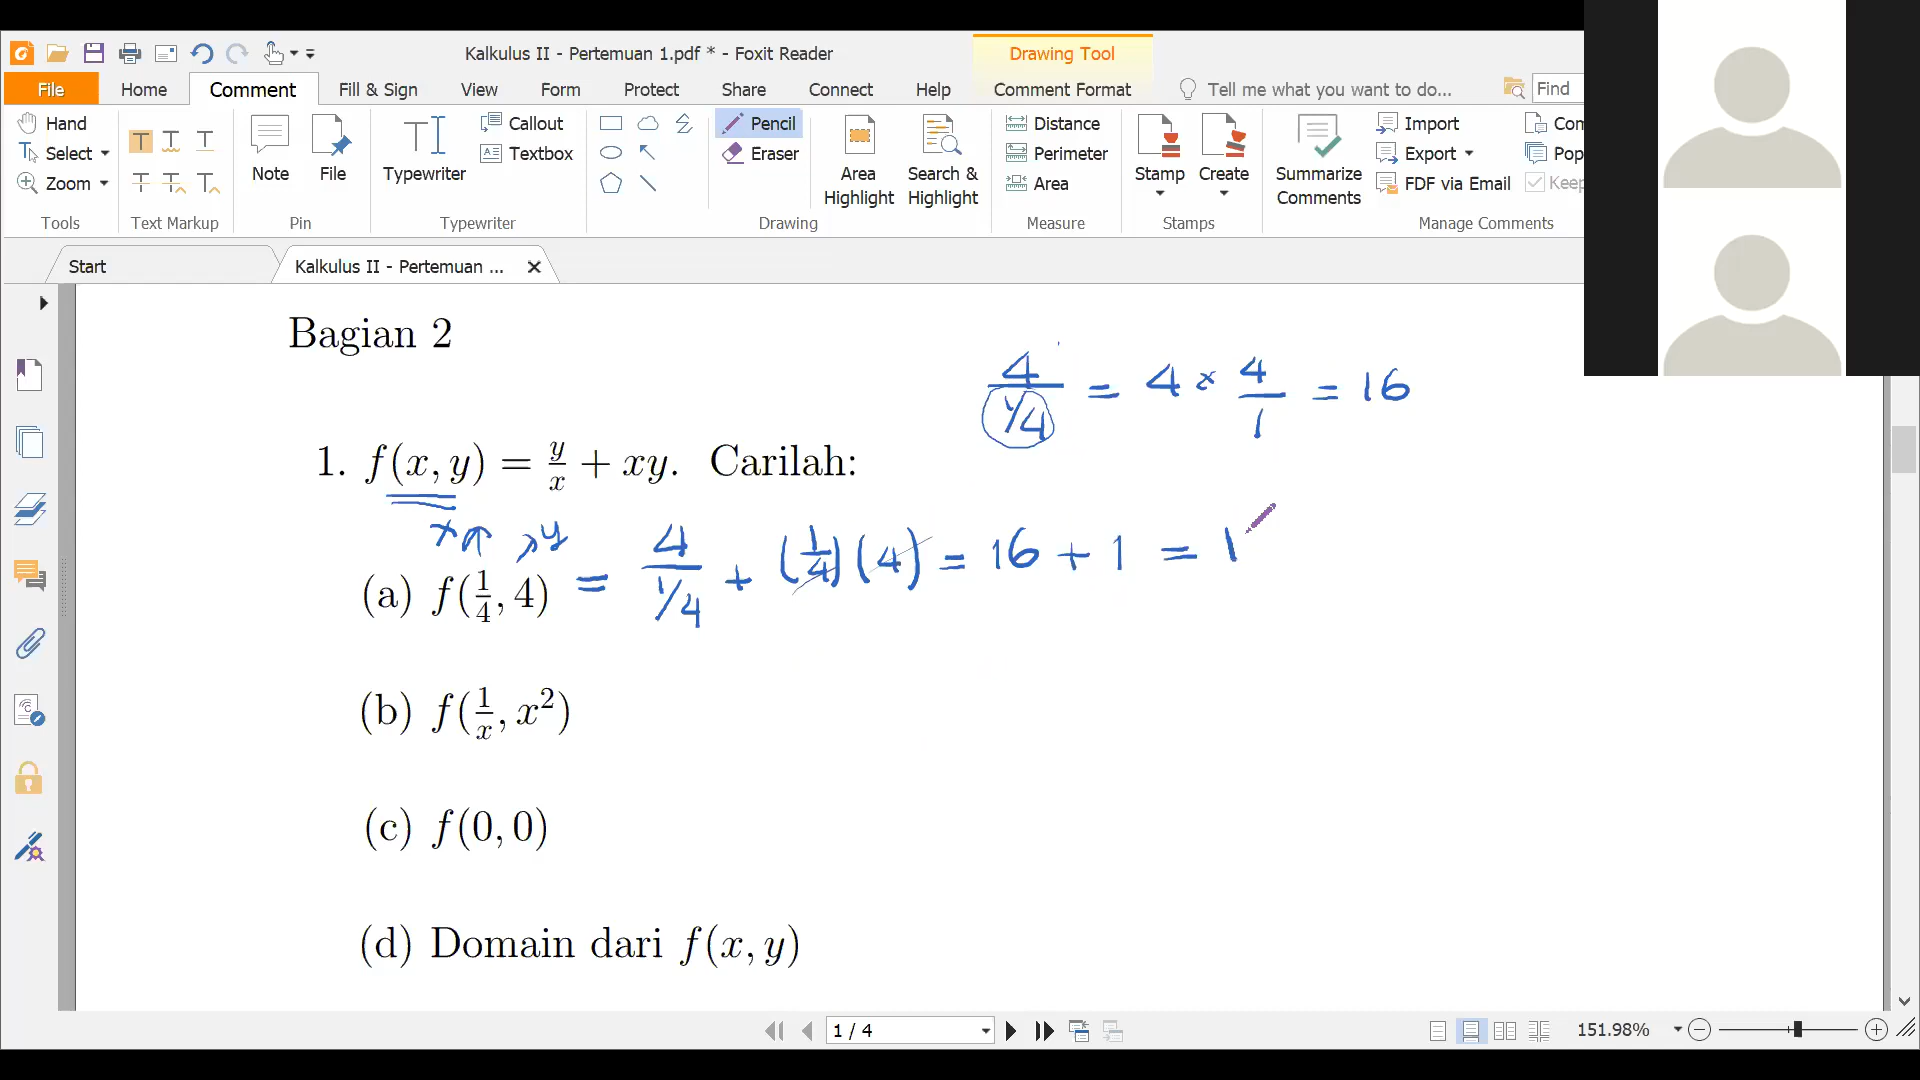 Kalkulus II - Pertemuan 1.pdf * - Foxit Reader
Drawing Tool
File Home Comment Fill & Sign View Form Protect Share Connect Help Comment Format Tell me what you want to do... Find
Hand
Select
Zoom
Tools
Text Markup
Note
File
Pin
Typewriter
Callout
Textbox
Typewriter
Pencil
Eraser
Area Highlight
Search & Highlight
Drawing
Distance
Perimeter
Area
Measure
Stamp
Create
Stamps
Summarize Comments
Import
Export
FDF via Email
Com
Pop
Keep
Manage Comments
Start
Kalkulus II - Pertemuan ...
Bagian 2
4/(1/4) = 4 × 4/1 = 16
1. f(x, y) = y/x + xy. Carilah:
x y
(a) f(1/4, 4) = 4/(1/4) + (1/4)(4) = 16 + 1 = 1
(b) f(1/x, x²)
(c) f(0, 0)
(d) Domain dari f(x, y)
1 / 4
151.98%